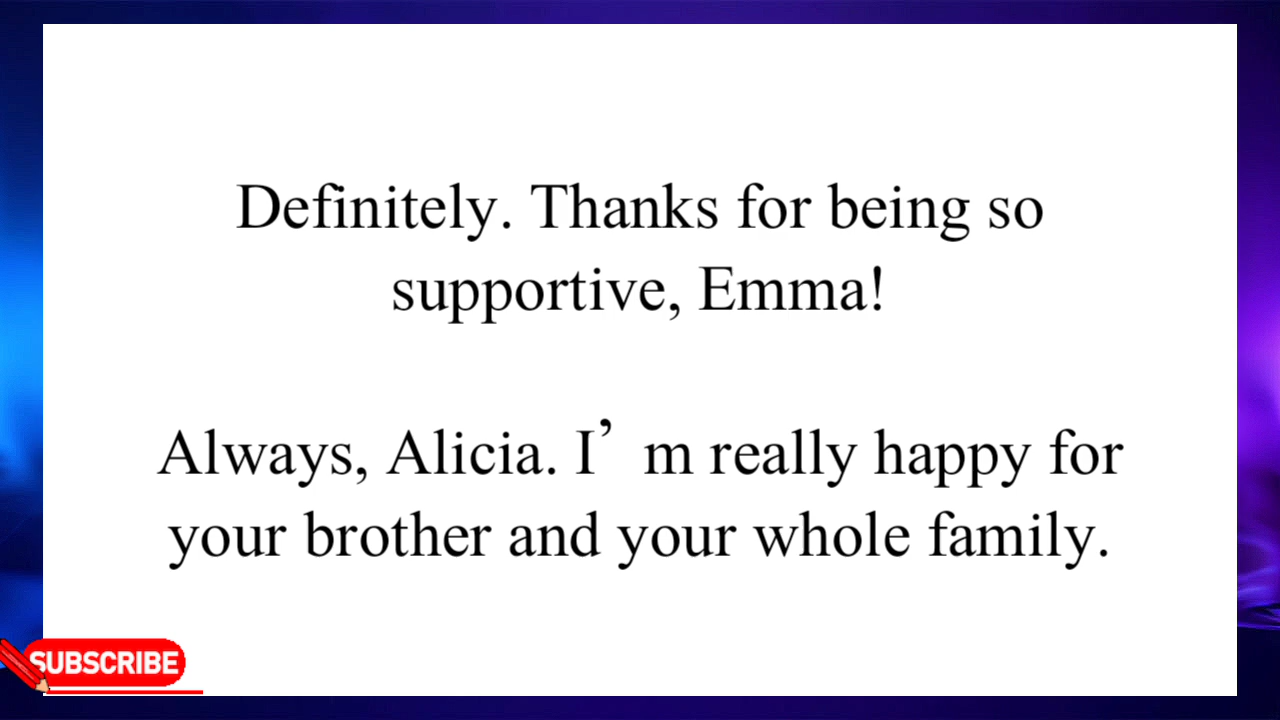 Definitely. Thanks for being so
supportive, Emma!
Always, Alicia. I’ m really happy for
your brother and your whole family.
SUBSCRIBE